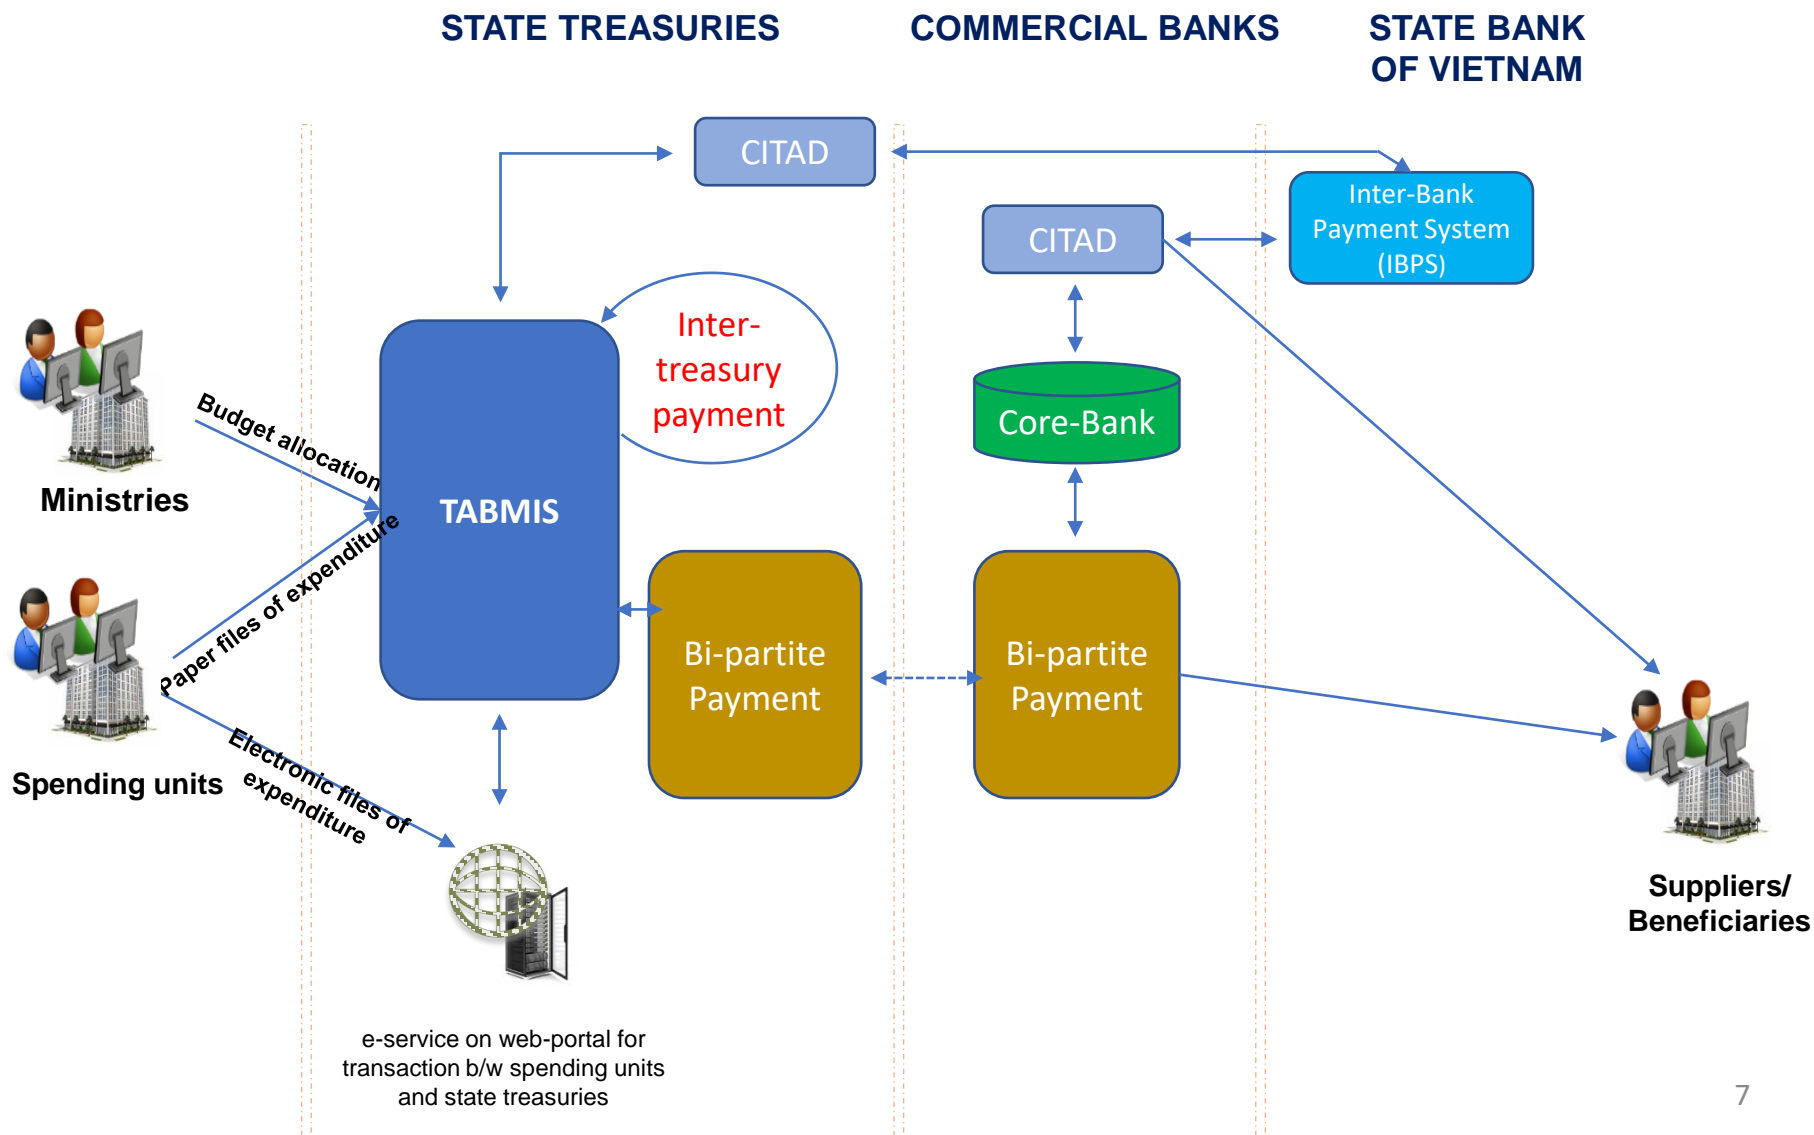 STATE TREASURIES
COMMERCIAL BANKS
STATE BANK
OF VIETNAM
CITAD
CITAD
Inter-Bank
Payment System
(IBPS)
Inter-
treasury
payment
Core-Bank
Budget allocation
Ministries
TABMIS
Paper files of expenditure
Bi-partite
Payment
Bi-partite
Payment
Spending units
Electronic files of
expenditure
Suppliers/
Beneficiaries
e-service on web-portal for
transaction b/w spending units
and state treasuries
7